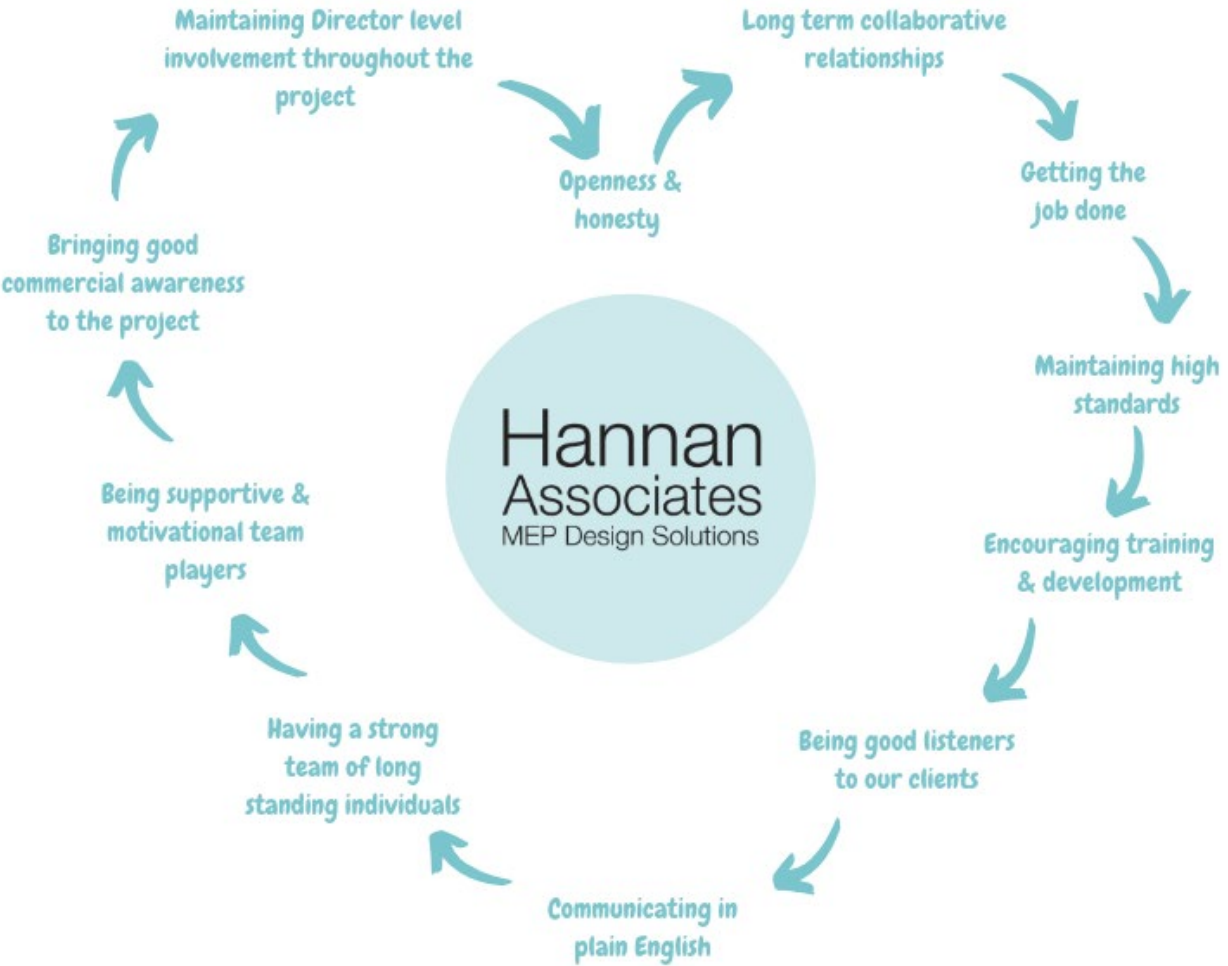 Maintaining Director level
involvement throughout the
project
Openness &
honesty
Long term collaborative
relationships
Getting the
job done
Maintaining high
standards
Encouraging training
& development
Being good listeners
to our clients
Communicating in
plain English
Having a strong
team of long
standing individuals
Being supportive &
motivational team
players
Bringing good
commercial awareness
to the project
Hannan
Associates
MEP Design Solutions